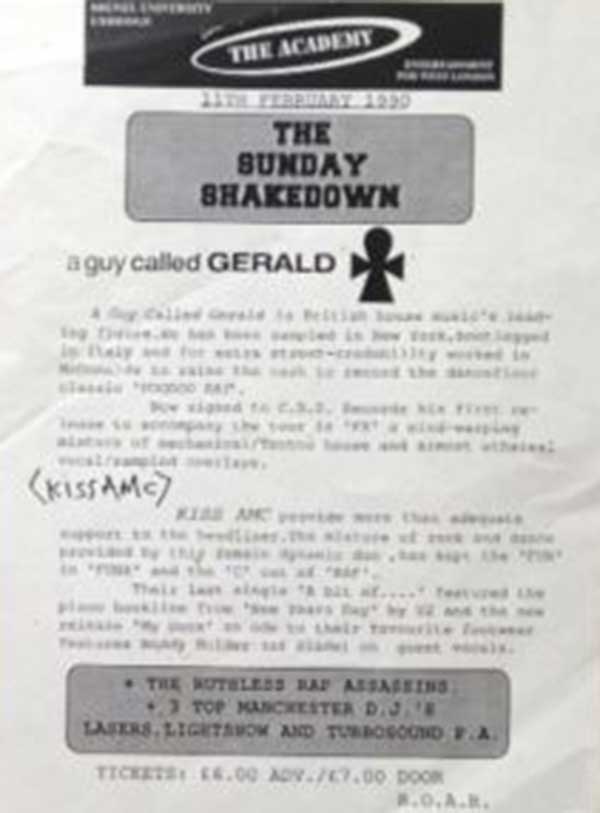 BRUNEL UNIVERSITY
UXBRIDGE
THE ACADEMY
ENTERTAINMENT
FOR WEST LONDON
11TH FEBRUARY 1990
THE
SUNDAY
SHAKEDOWN
a guy called GERALD
A Guy Called Gerald is British house music's lead-
ing figure.He has been sampled in New York,bootlegged
in Italy and for extra street-credibility worked in
McDonalds to raise the cash to record the dancefloor
classic "VOODOO RAY".
Now signed to C.B.S. Records his first re-
lease to accompany the tour is "FX" a mind-warping
mixture of mechanical/Techno house and almost ethereal
vocal/sampled overlays.
(KISSAMC)
KISS AMC provide more than adequate
support to the headliner.The mixture of rock and dance
provided by this female dynamic duo ,has kept the "FUN"
in "FUNK" and the "C" out of "RAP".
Their last single "A bit of...." featured the
piano hookline from "New Years Day" by U2 and the new
release "My Docs" an ode to their favourite footwear
features Noddy Holder (of Slade) on guest vocals.
+ THE RUTHLESS RAP ASSASSINS
+ 3 TOP MANCHESTER D.J.'S
LASERS,LIGHTSHOW AND TURBOSOUND P.A.
TICKETS: £6.00 ADV./£7.00 DOOR
R.O.A.R.